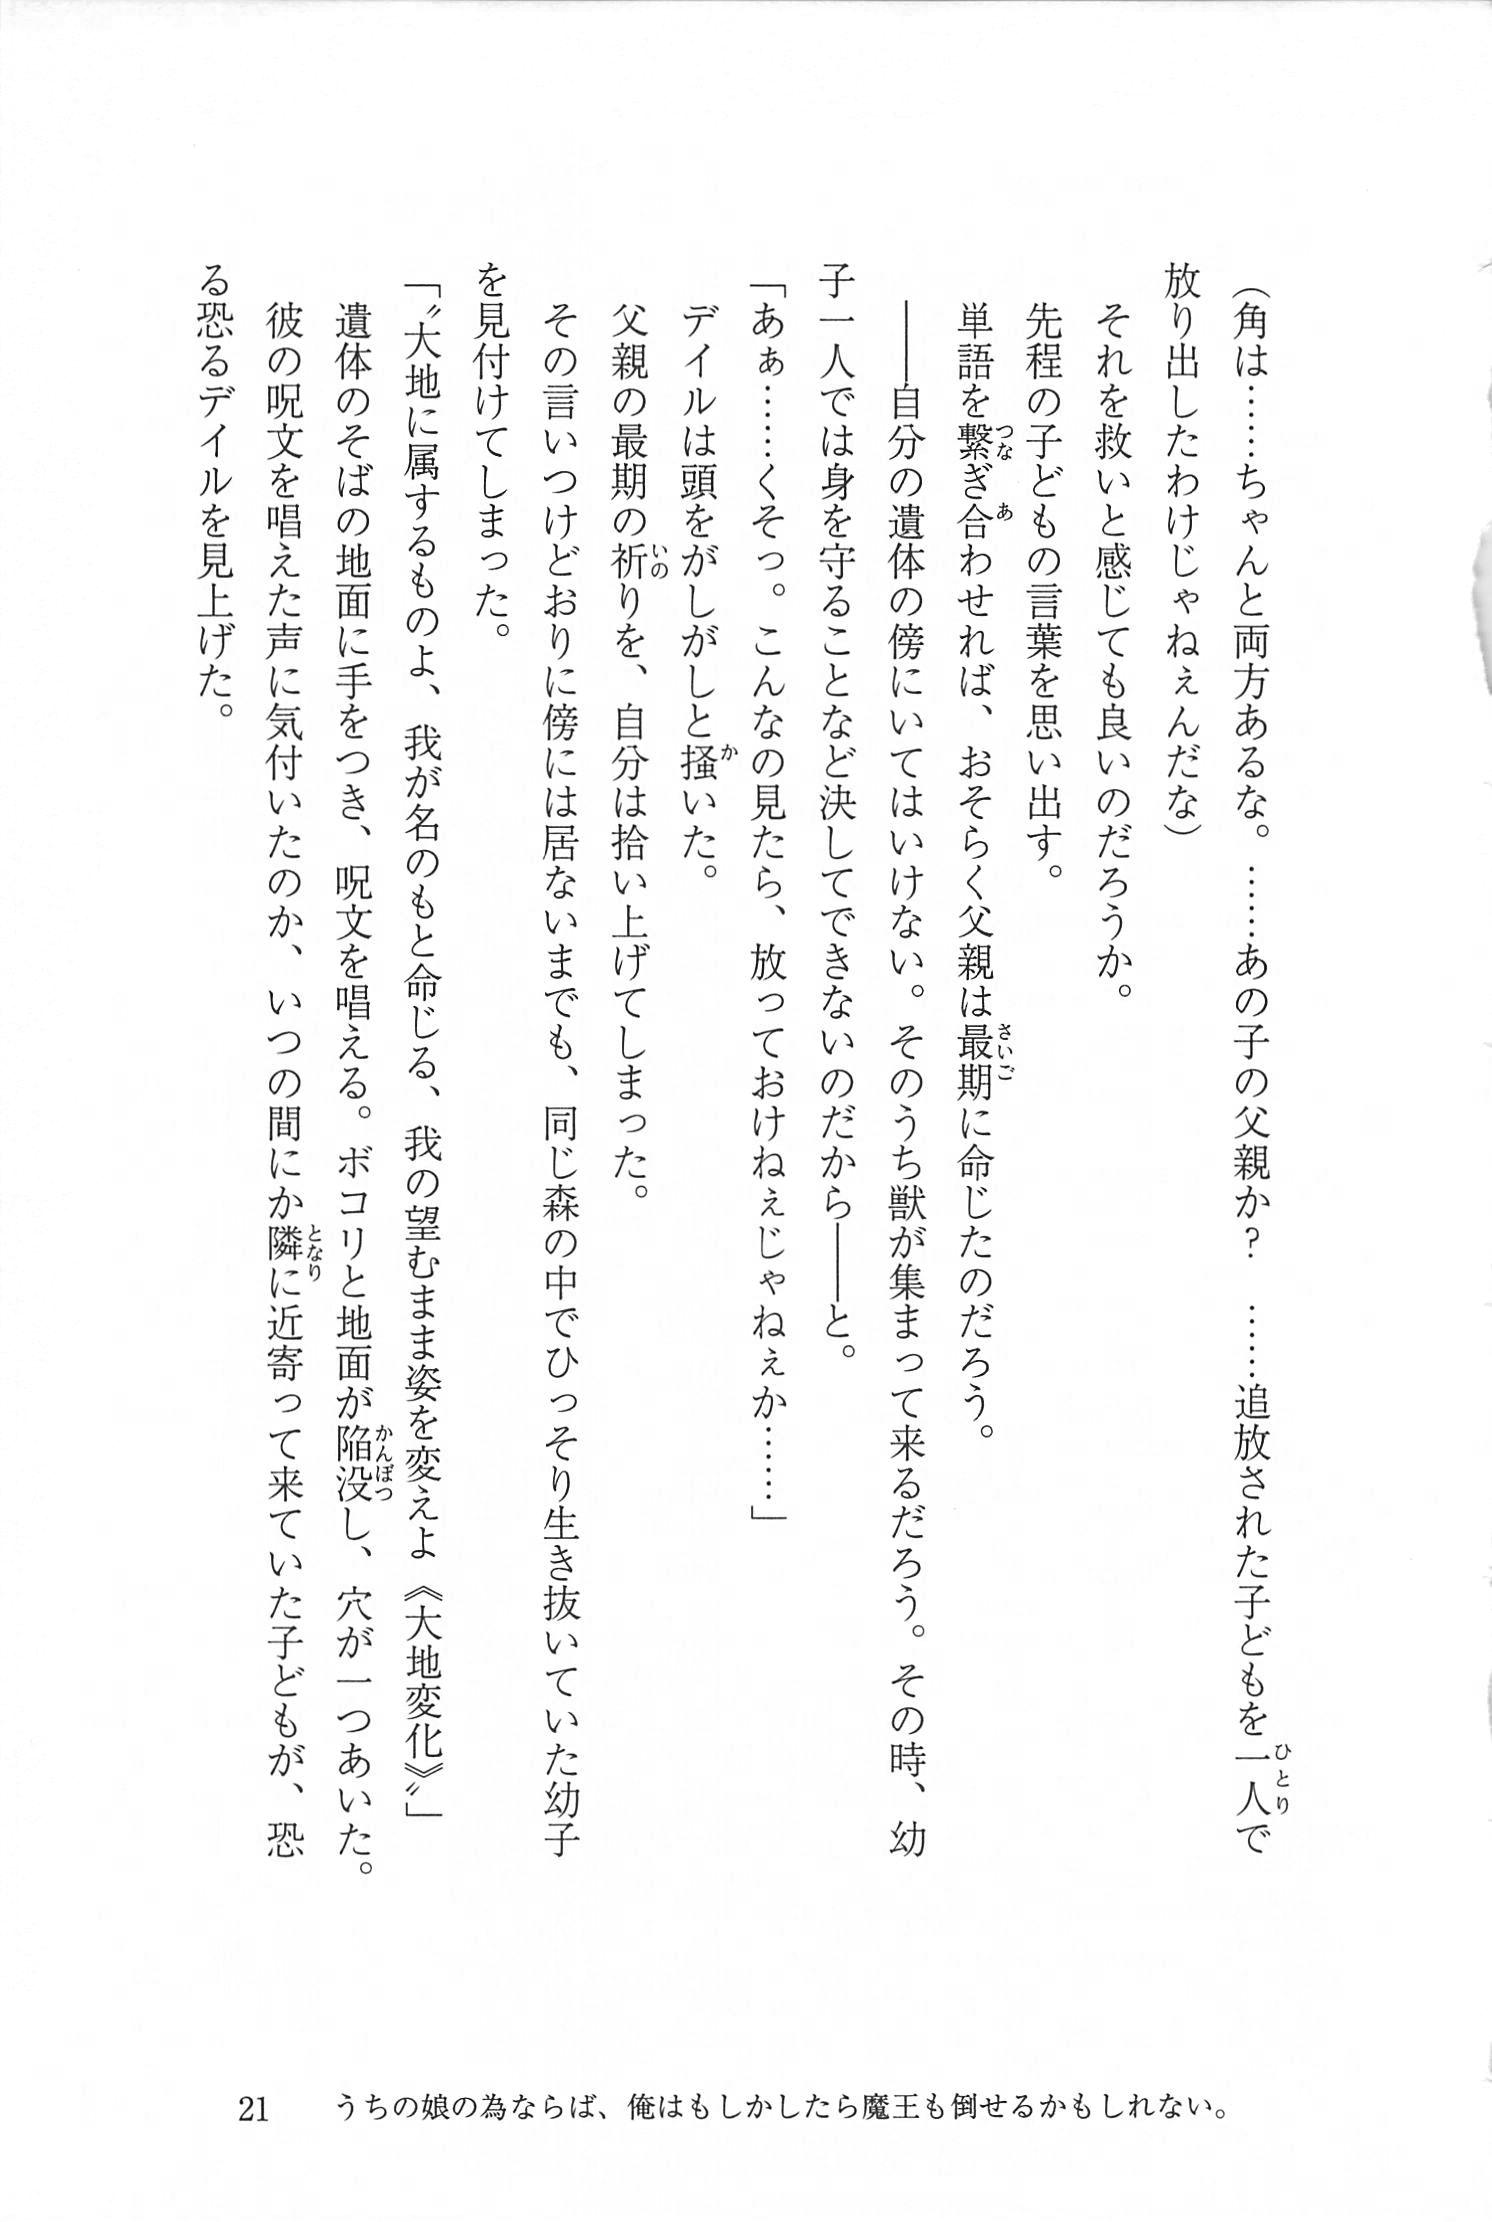 （角は……ちゃんと両方あるな。……あの子の父親か？　……追放された子どもを一人で
放り出したわけじゃねぇんだな）
それを救いと感じても良いのだろうか。
先程の子どもの言葉を思い出す。
単語を繋ぎ合わせれば、おそらく父親は最期に命じたのだろう。
――自分の遺体の傍にいてはいけない。そのうち獣が集まって来るだろう。その時、幼
子一人では身を守ることなど決してできないのだから――と。
「あぁ……くそっ。こんなの見たら、放っておけねぇじゃねぇか……」
デイルは頭をがしがしと掻いた。
父親の最期の祈りを、自分は拾い上げてしまった。
その言いつけどおりに傍には居ないまでも、同じ森の中でひっそり生き抜いていた幼子
を見付けてしまった。
「〝大地に属するものよ、我が名のもと命じる、我の望むまま姿を変えよ《大地変化》〟」
遺体のそばの地面に手をつき、呪文を唱える。ボコリと地面が陥没し、穴が一つあいた。
彼の呪文を唱えた声に気付いたのか、いつの間にか隣に近寄って来ていた子どもが、恐
る恐るデイルを見上げた。
21　うちの娘の為ならば、俺はもしかしたら魔王も倒せるかもしれない。